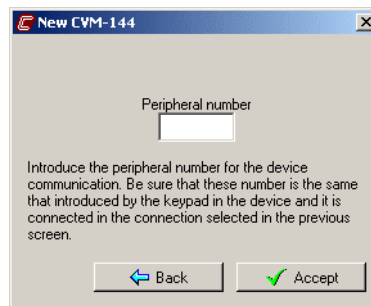 New CVM-144
Peripheral number
Introduce the peripheral number for the device
communication. Be sure that these number is the same
that introduced by the keypad in the device and it is
connected in the connection selected in the previous
screen.
Back
Accept